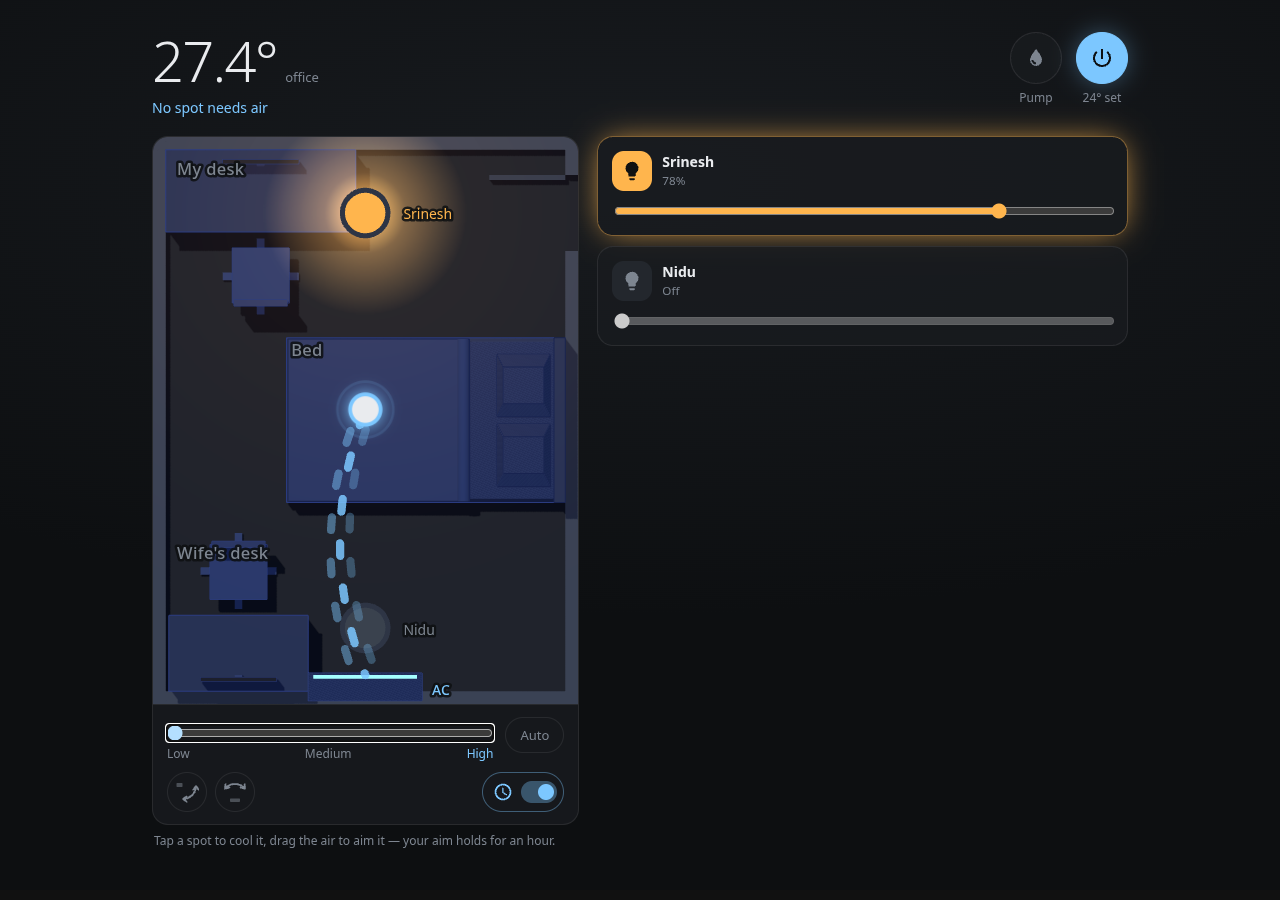 27.4° office
No spot needs air
Pump
24° set
My desk
Srinesh
Bed
Wife's desk
Nidu
AC
Low Medium High
Auto
Tap a spot to cool it, drag the air to aim it — your aim holds for an hour.
Srinesh
78%
Nidu
Off